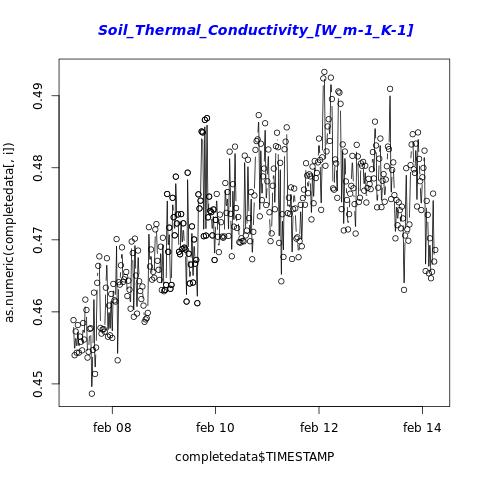 Soil_Thermal_Conductivity_[W_m-1_K-1]
as.numeric(completedata[, i])
0.49
0.48
0.47
0.46
0.45
feb 08 feb 10 feb 12 feb 14
completedata$TIMESTAMP